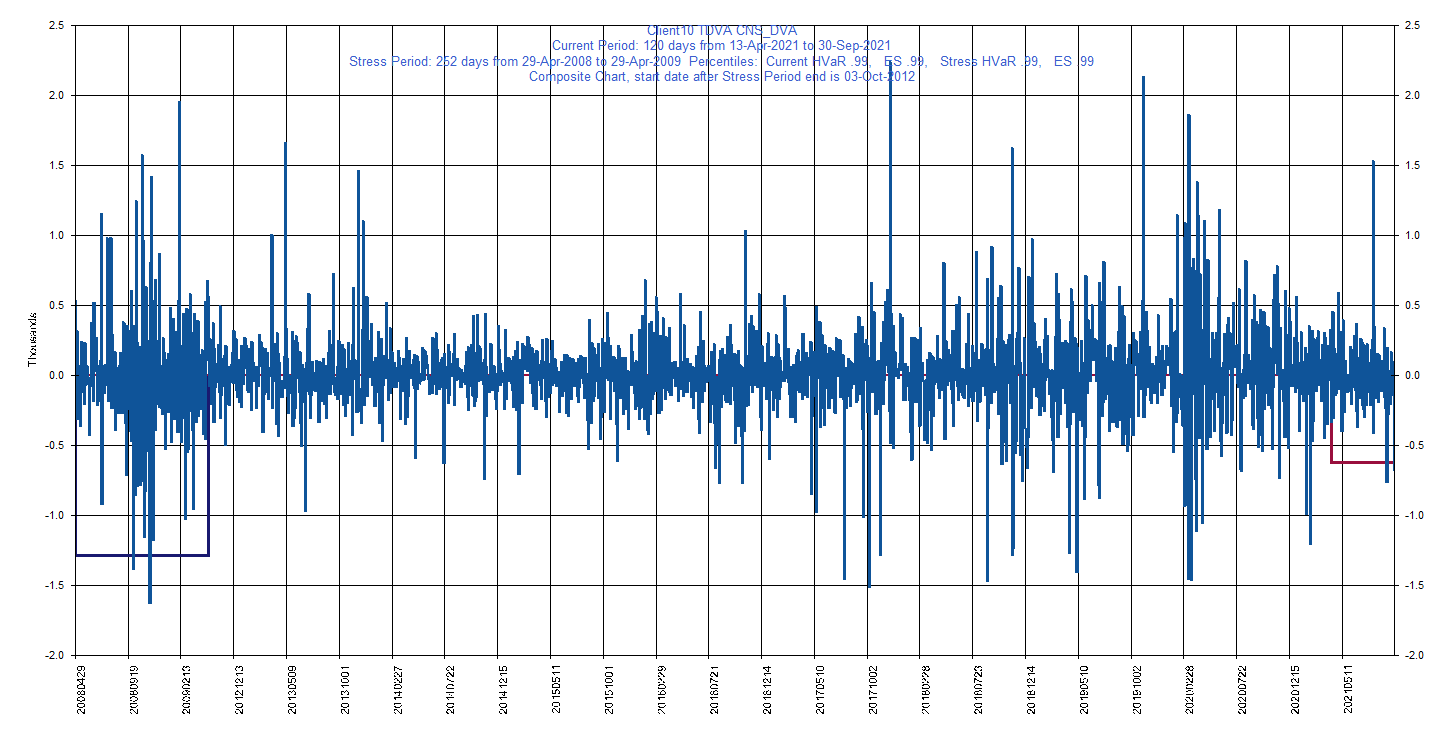 Client10 TDVA CNS_DVA
Current Period: 120 days from 13-Apr-2021 to 30-Sep-2021
Stress Period: 252 days from 29-Apr-2008 to 29-Apr-2009 Percentiles: Current HVaR .99, ES .99, Stress HVaR .99, ES .99
Composite Chart, start date after Stress Period end is 03-Oct-2012
2.5 2.5
2.0 2.0
1.5 1.5
1.0 1.0
0.5 0.5
Thousands
0.0 0.0
-0.5 -0.5
-1.0 -1.0
-1.5 -1.5
-2.0 -2.0
20080429 20080919 20090213 20121213 20130509 20131001 20140227 20140722 20141215 20150511 20151001 20160229 20160721 20161214 20170510 20171002 20180228 20180723 20181214 20190510 20191002 20200228 20200722 20201215 20210511